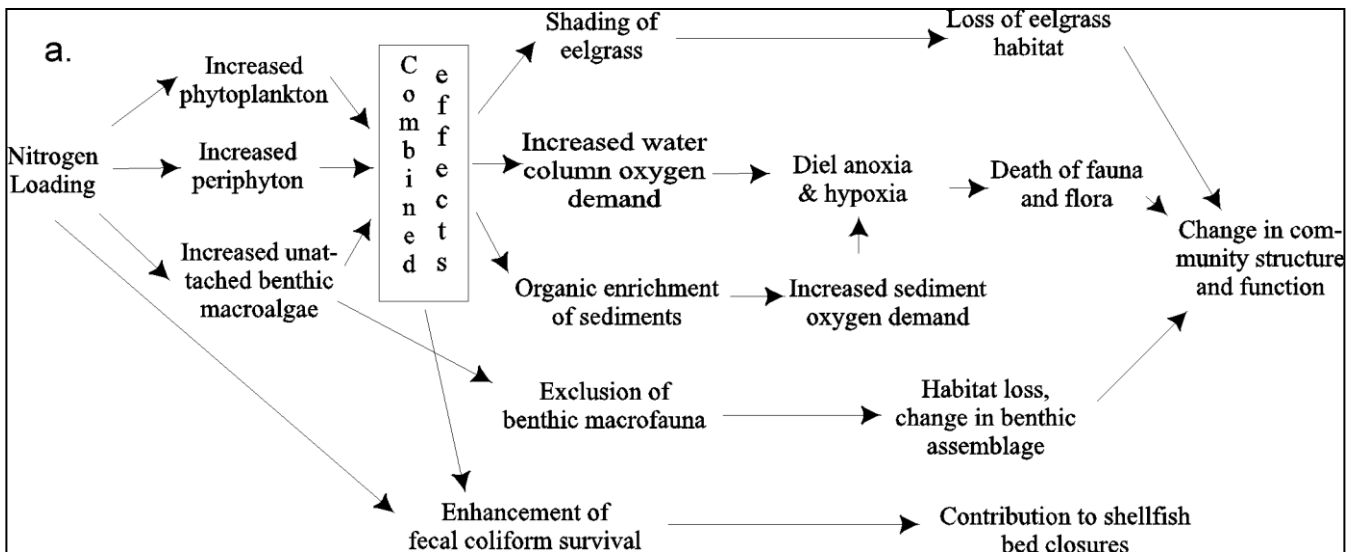 a.
Nitrogen
Loading
Increased
phytoplankton
Increased
periphyton
Increased unat-
tached benthic
macroalgae
Combined
effects
Shading of
eelgrass
Loss of eelgrass
habitat
Increased water
column oxygen
demand
Diel anoxia
& hypoxia
Death of fauna
and flora
Organic enrichment
of sediments
Increased sediment
oxygen demand
Change in com-
munity structure
and function
Exclusion of
benthic macrofauna
Habitat loss,
change in benthic
assemblage
Enhancement of
fecal coliform survival
Contribution to shellfish
bed closures